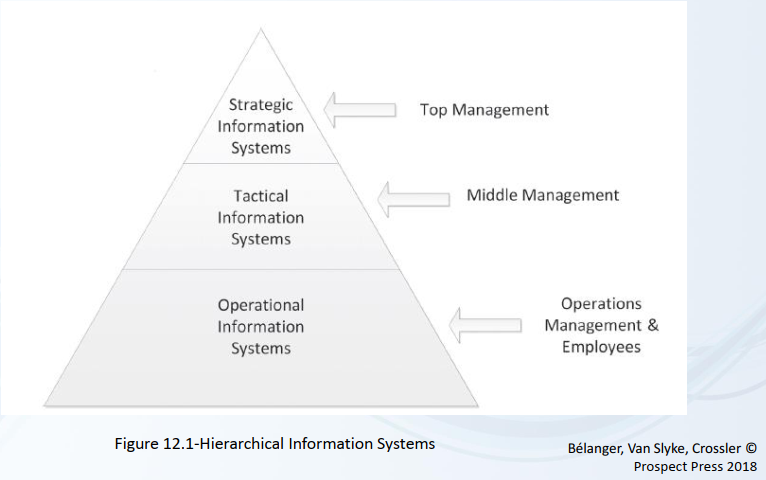 Strategic
Information
Systems
Top Management
Tactical
Information
Systems
Middle Management
Operational
Information
Systems
Operations
Management &
Employees
Figure 12.1-Hierarchical Information Systems
Bélanger, Van Slyke, Crossler ©
Prospect Press 2018